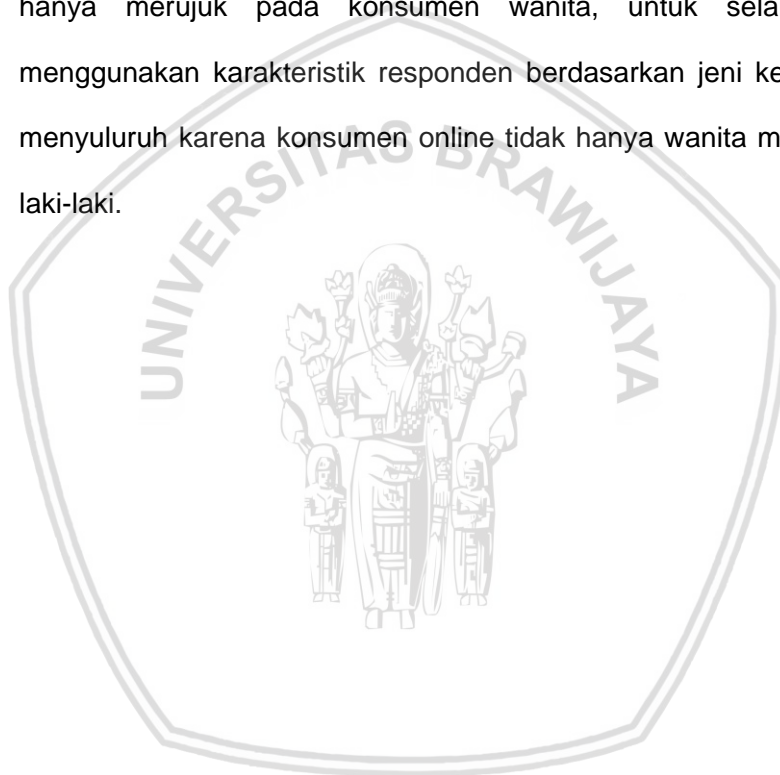 hanya merujuk pada konsumen wanita, untuk sela
menggunakan karakteristik responden berdasarkan jeni ke
menyuluruh karena konsumen online tidak hanya wanita m
laki-laki.
UNIVERSITAS BRAWIJAYA